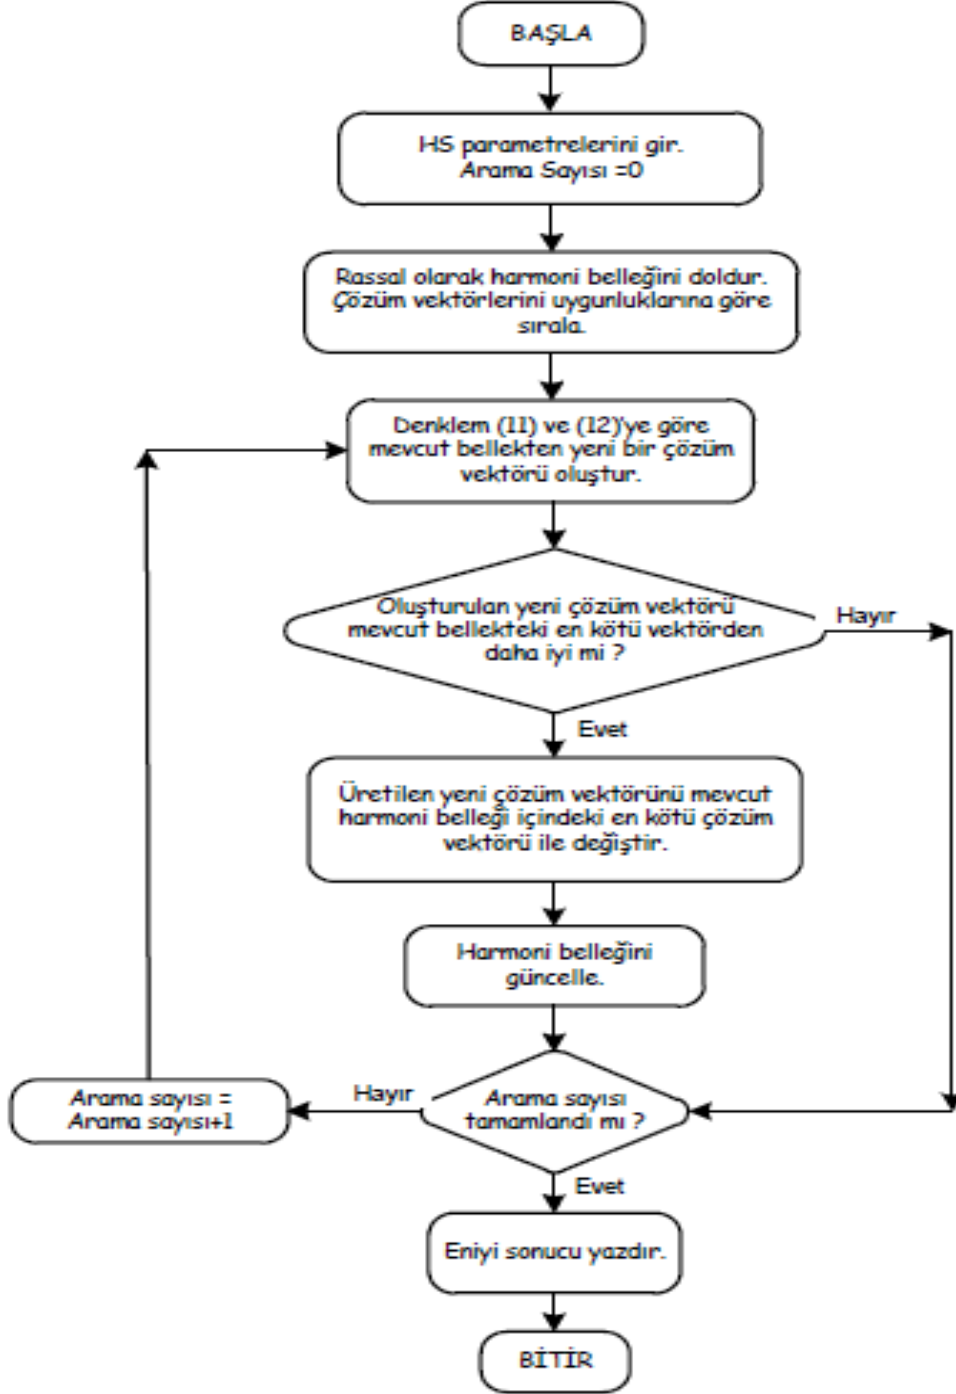 BAŞLA
HS parametrelerini gir.
Arama Sayısı =0
Rassal olarak harmoni belleğini doldur.
Çözüm vektörlerini uygunluklarına göre
sırala.
Denklem (11) ve (12)'ye göre
mevcut bellekten yeni bir çözüm
vektörü oluştur.
Oluşturulan yeni çözüm vektörü
mevcut bellekteki en kötü vektörden
daha iyi mi ?
Hayır
Evet
Üretilen yeni çözüm vektörünü mevcut
harmoni belleği içindeki en kötü çözüm
vektörü ile değiştir.
Harmoni belleğini
güncelle.
Arama sayısı
tamamlandı mı ?
Hayır
Arama sayısı =
Arama sayısı+1
Evet
Eniyi sonucu yazdır.
BİTİR